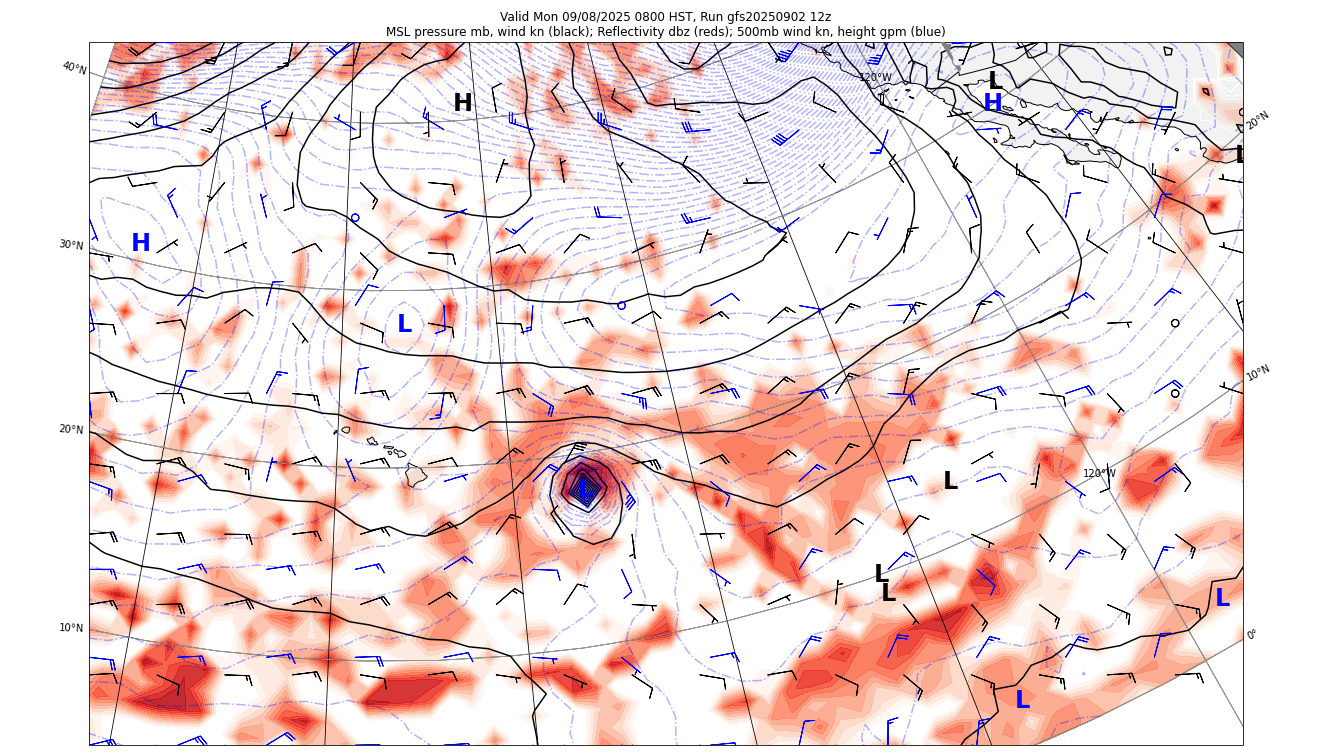 Valid Mon 09/08/2025 0800 HST, Run gfs20250902 12z
MSL pressure mb, wind kn (black); Reflectivity dbz (reds); 500mb wind kn, height gpm (blue)
40°N
120°W
L
H
H
20°N
L
H
30°N
L
10°N
20°N
120°W
L
L
L
L
L
10°N
0°
L